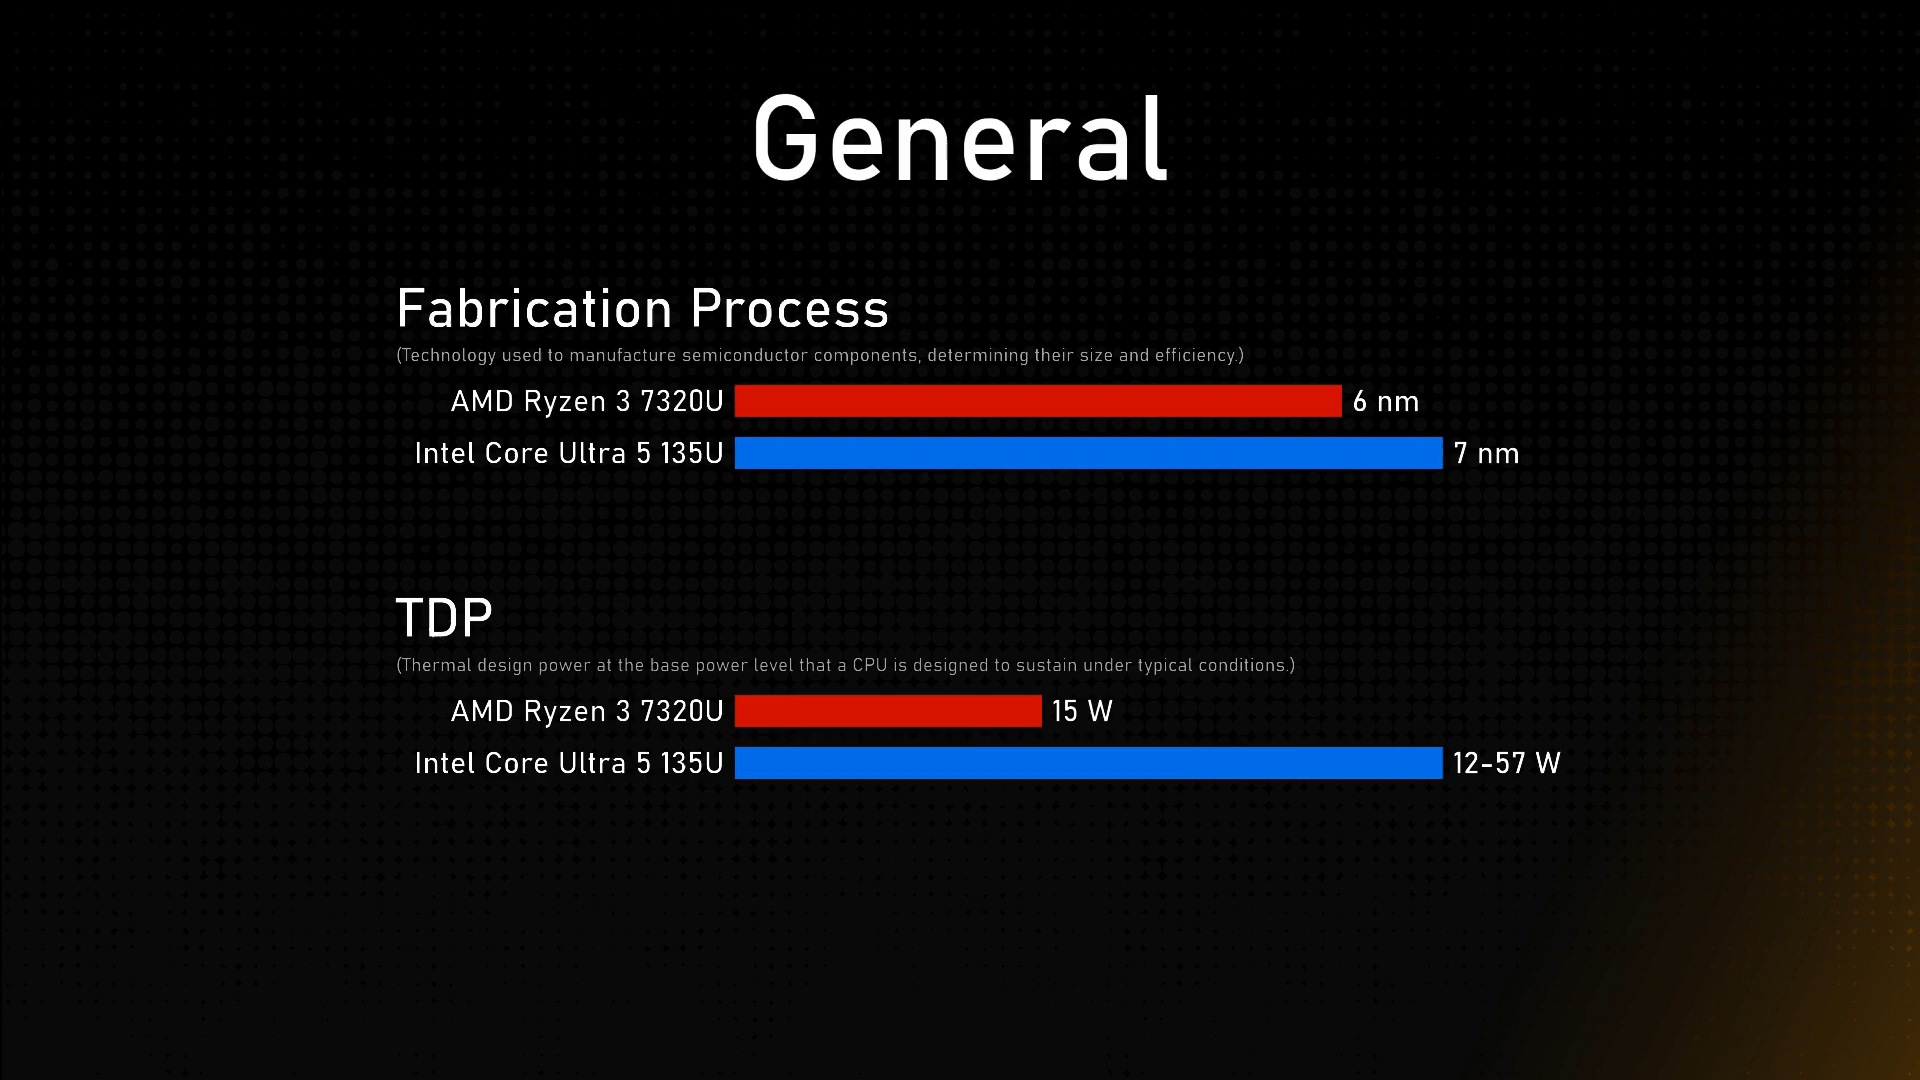 General
Fabrication Process
(Technology used to manufacture semiconductor components, determining their size and efficiency.)
AMD Ryzen 3 7320U 6 nm
Intel Core Ultra 5 135U 7 nm
TDP
(Thermal design power at the base power level that a CPU is designed to sustain under typical conditions.)
AMD Ryzen 3 7320U 15 W
Intel Core Ultra 5 135U 12-57 W